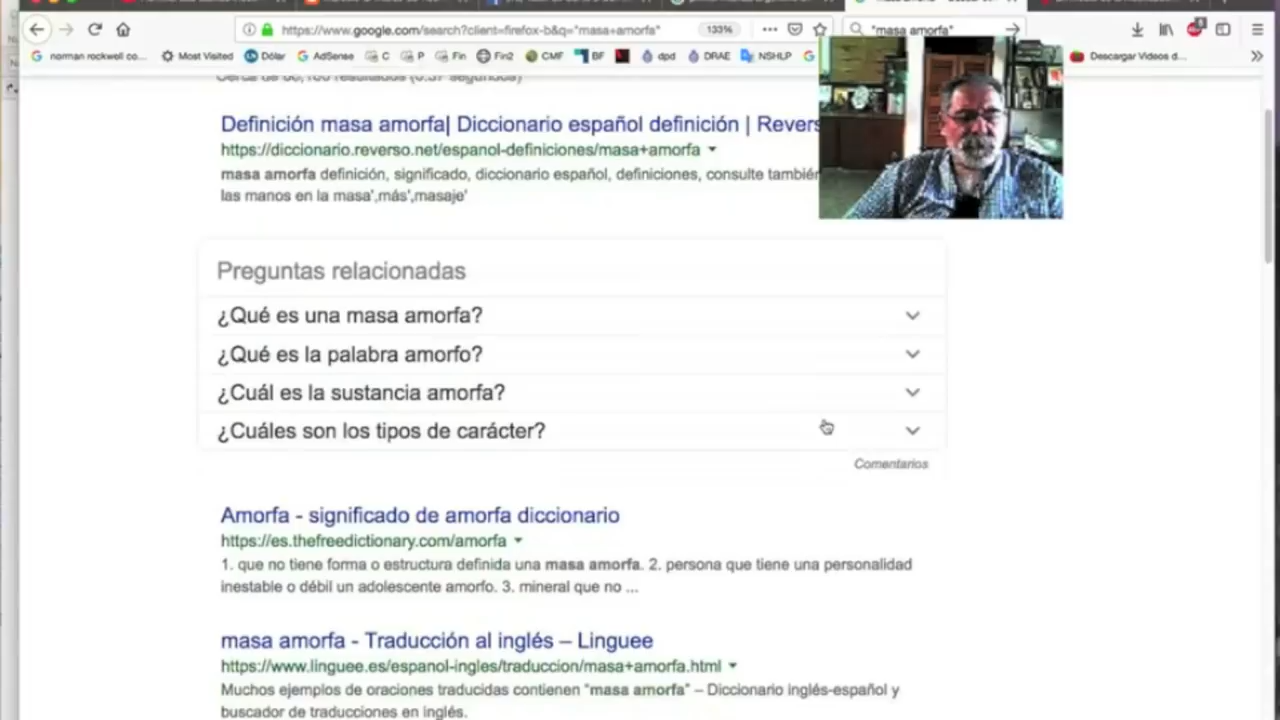 https://www.google.com/search?client=firefox-b&q="masa+amorfa"
133%
"masa amorfa"
norman rockwell co...
Most Visited
Dólar
AdSense
C
P
Fin
Fin2
CMF
BF
dpd
DRAE
NSHLP
Descargar Videos d...
Definición masa amorfa| Diccionario español definición | Revers
https://diccionario.reverso.net/espanol-definiciones/masa+amorfa
masa amorfa definición, significado, diccionario español, definiciones, consulte también
las manos en la masa',más',masaje'
Preguntas relacionadas
¿Qué es una masa amorfa?
¿Qué es la palabra amorfo?
¿Cuál es la sustancia amorfa?
¿Cuáles son los tipos de carácter?
Comentarios
Amorfa - significado de amorfa diccionario
https://es.thefreedictionary.com/amorfa
1. que no tiene forma o estructura definida una masa amorfa. 2. persona que tiene una personalidad
inestable o débil un adolescente amorfo. 3. mineral que no ...
masa amorfa - Traducción al inglés – Linguee
https://www.linguee.es/espanol-ingles/traduccion/masa+amorfa.html
Muchos ejemplos de oraciones traducidas contienen "masa amorfa" – Diccionario inglés-español y
buscador de traducciones en inglés.